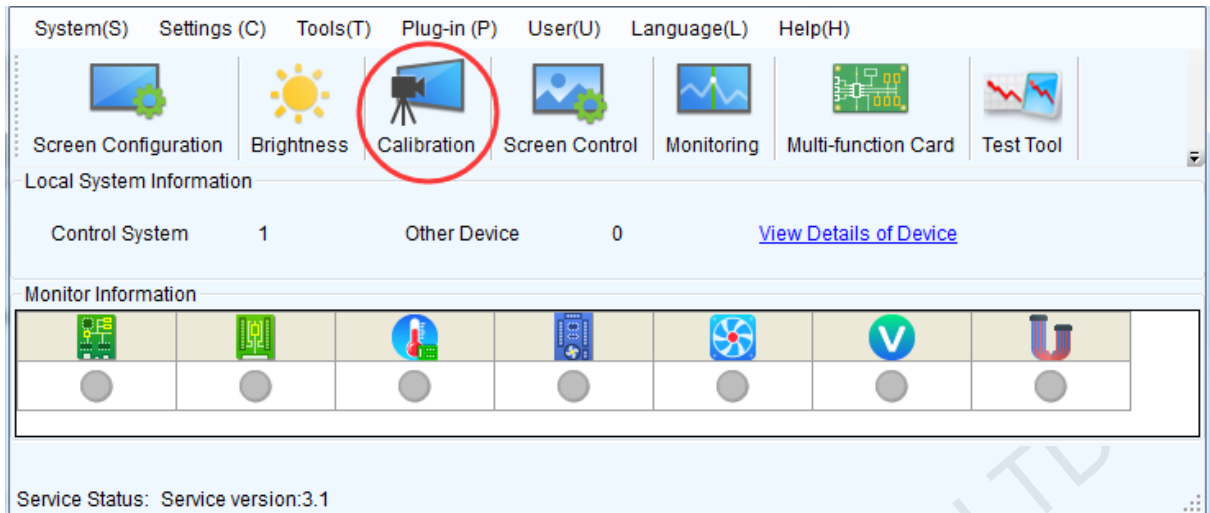 System(S) Settings (C) Tools(T) Plug-in (P) User(U) Language(L) Help(H)
Screen Configuration Brightness Calibration Screen Control Monitoring Multi-function Card Test Tool
Local System Information
Control System 1 Other Device 0 View Details of Device
Monitor Information
V
Service Status: Service version:3.1
LTD